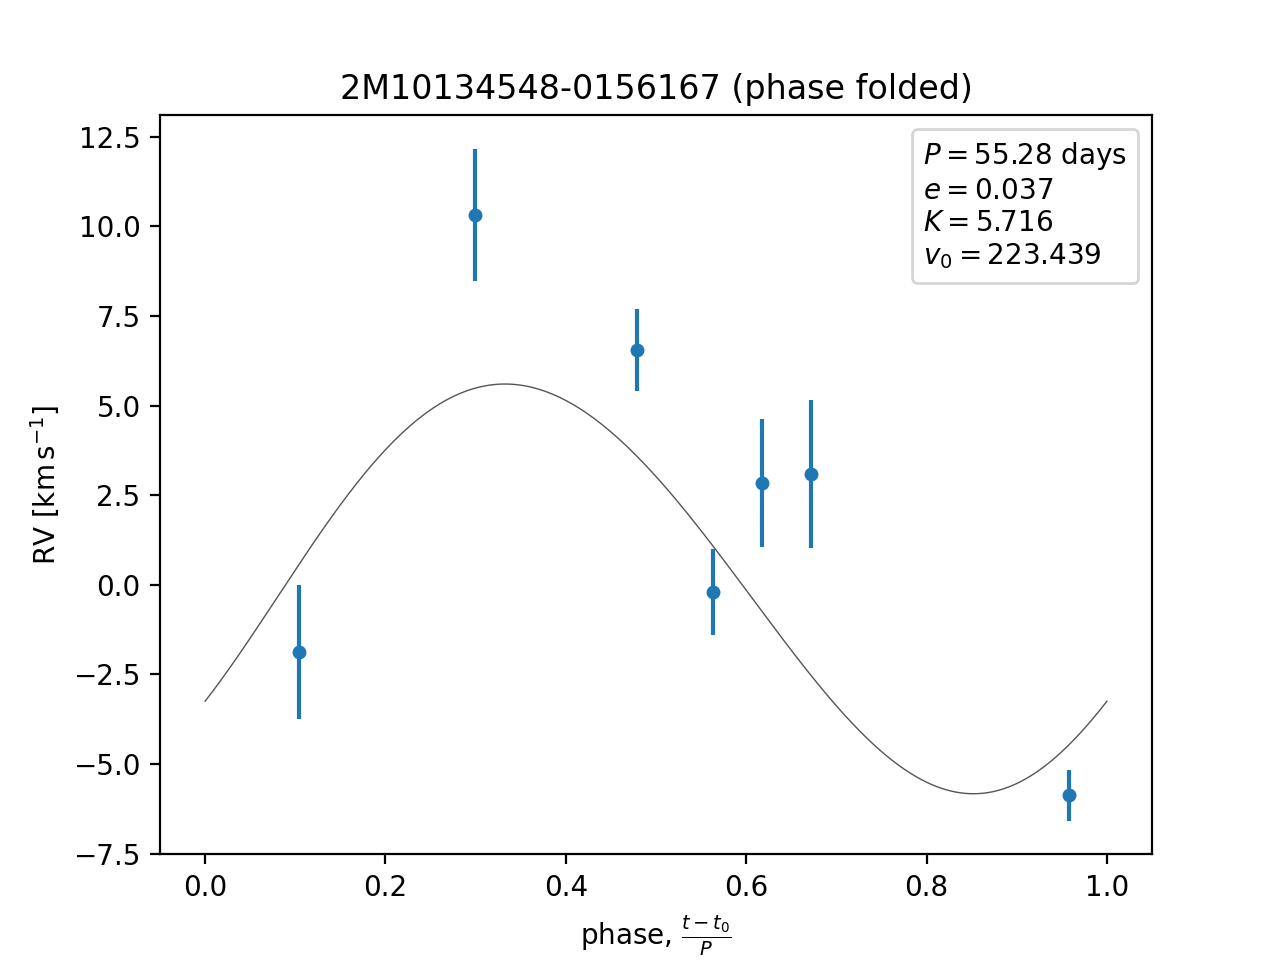 2M10134548-0156167 (phase folded)
P = 55.28 days
e = 0.037
K = 5.716
v₀ = 223.439
12.5
10.0
7.5
5.0
2.5
0.0
−2.5
−5.0
−7.5
RV [km s⁻¹]
0.0 0.2 0.4 0.6 0.8 1.0
phase, (t − t₀)/P